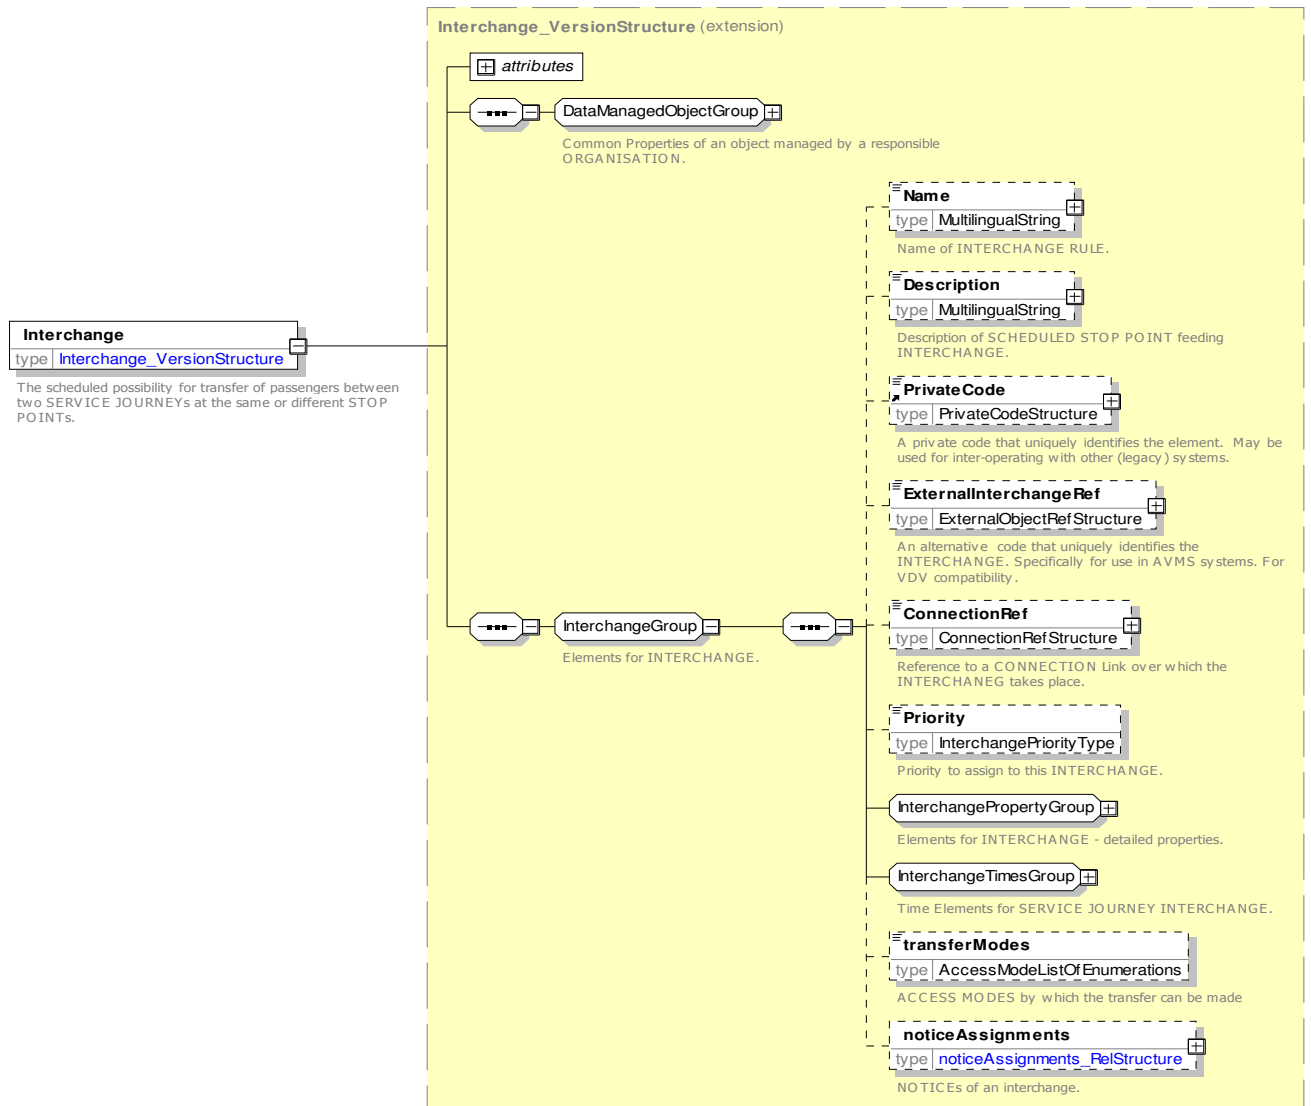 Interchange_VersionStructure (extension)
attributes
DataManagedObjectGroup
Common Properties of an object managed by a responsible
ORGANISATION.
Name
type MultilingualString
Name of INTERCHANGE RULE.
Description
type MultilingualString
Description of SCHEDULED STOP POINT feeding
INTERCHANGE.
Interchange
type Interchange_VersionStructure
The scheduled possibility for transfer of passengers between
two SERVICE JOURNEYs at the same or different STOP
POINTs.
PrivateCode
type PrivateCodeStructure
A private code that uniquely identifies the element. May be
used for inter-operating with other (legacy) systems.
ExternalInterchangeRef
type ExternalObjectRefStructure
An alternative code that uniquely identifies the
INTERCHANGE. Specifically for use in AVMS systems. For
VDV compatibility.
InterchangeGroup
Elements for INTERCHANGE.
ConnectionRef
type ConnectionRefStructure
Reference to a CONNECTION Link over which the
INTERCHANEG takes place.
Priority
type InterchangePriorityType
Priority to assign to this INTERCHANGE.
InterchangePropertyGroup
Elements for INTERCHANGE - detailed properties.
InterchangeTimesGroup
Time Elements for SERVICE JOURNEY INTERCHANGE.
transferModes
type AccessModeListOfEnumerations
ACCESS MODES by which the transfer can be made
noticeAssignments
type noticeAssignments_RelStructure
NOTICEs of an interchange.